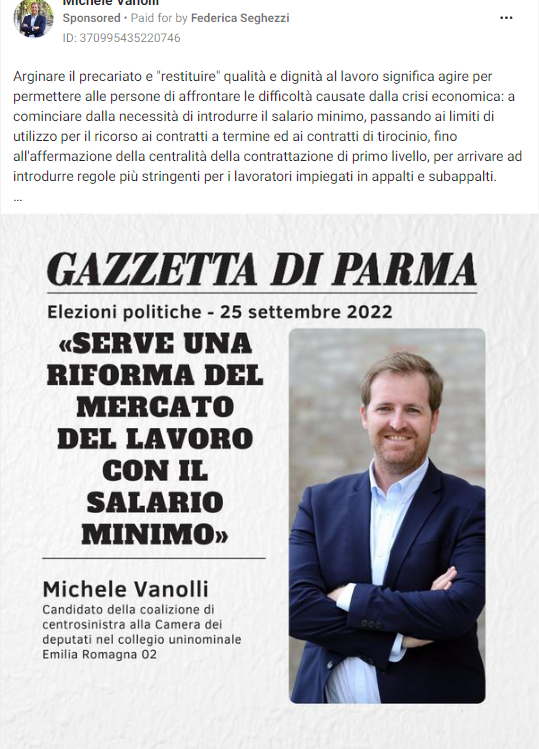 Michele Vanolli
Sponsored • Paid for by Federica Seghezzi
ID: 370995435220746
Arginare il precariato e "restituire" qualità e dignità al lavoro significa agire per
permettere alle persone di affrontare le difficoltà causate dalla crisi economica: a
cominciare dalla necessità di introdurre il salario minimo, passando ai limiti di
utilizzo per il ricorso ai contratti a termine ed ai contratti di tirocinio, fino
all'affermazione della centralità della contrattazione di primo livello, per arrivare ad
introdurre regole più stringenti per i lavoratori impiegati in appalti e subappalti.
...
GAZZETTA DI PARMA
Elezioni politiche - 25 settembre 2022
«SERVE UNA
RIFORMA DEL
MERCATO
DEL LAVORO
CON IL
SALARIO
MINIMO»
Michele Vanolli
Candidato della coalizione di
centrosinistra alla Camera dei
deputati nel collegio uninominale
Emilia Romagna 02